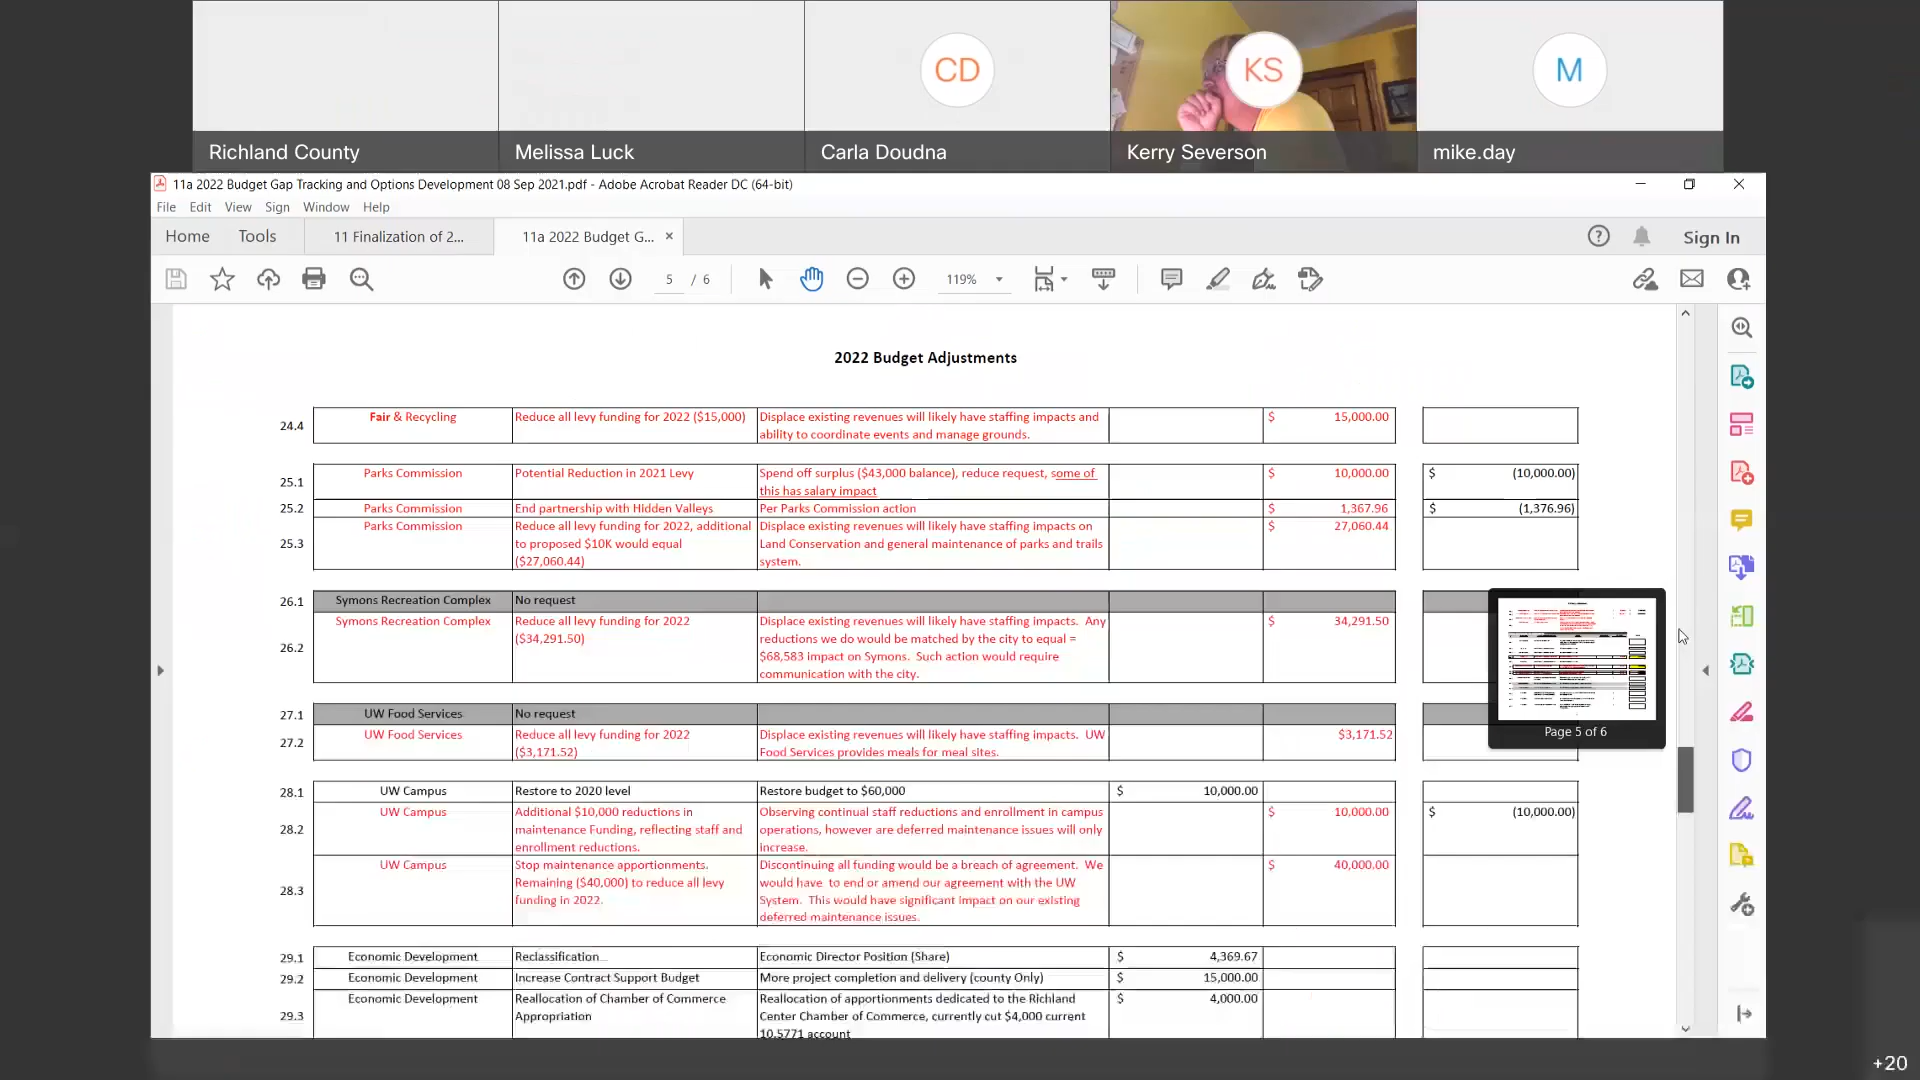 CD
KS
M
Richland County
Melissa Luck
Carla Doudna
Kerry Severson
mike.day
11a 2022 Budget Gap Tracking and Options Development 08 Sep 2021.pdf - Adobe Acrobat Reader DC (64-bit)
File Edit View Sign Window Help
Home Tools 11 Finalization of 2... 11a 2022 Budget G... × Sign In
5 / 6 119%
2022 Budget Adjustments
24.4 Fair & Recycling Reduce all levy funding for 2022 ($15,000) Displace existing revenues will likely have staffing impacts and $ 15,000.00
ability to coordinate events and manage grounds.
25.1 Parks Commission Potential Reduction in 2021 Levy Spend off surplus ($43,000 balance), reduce request, some of $ 10,000.00 $ (10,000.00)
this has salary impact
25.2 Parks Commission End partnership with Hidden Valleys Per Parks Commission action $ 1,367.96 $ (1,376.96)
25.3 Parks Commission Reduce all levy funding for 2022, additional Displace existing revenues will likely have staffing impacts on $ 27,060.44
to proposed $10K would equal Land Conservation and general maintenance of parks and trails
($27,060.44) system.
26.1 Symons Recreation Complex No request
26.2 Symons Recreation Complex Reduce all levy funding for 2022 Displace existing revenues will likely have staffing impacts. Any $ 34,291.50
($34,291.50) reductions we do would be matched by the city to equal =
$68,583 impact on Symons. Such action would require
communication with the city.
27.1 UW Food Services No request
27.2 UW Food Services Reduce all levy funding for 2022 Displace existing revenues will likely have staffing impacts. UW $3,171.52
($3,171.52) Food Services provides meals for meal sites.
Page 5 of 6
28.1 UW Campus Restore to 2020 level Restore budget to $60,000 $ 10,000.00
28.2 UW Campus Additional $10,000 reductions in Observing continual staff reductions and enrollment in campus $ 10,000.00 $ (10,000.00)
maintenance Funding, reflecting staff and operations, however are deferred maintenance issues will only
enrollment reductions. increase.
28.3 UW Campus Stop maintenance apportionments. Discontinuing all funding would be a breach of agreement. We $ 40,000.00
Remaining ($40,000) to reduce all levy would have to end or amend our agreement with the UW
funding in 2022. System. This would have significant impact on our existing
deferred maintenance issues.
29.1 Economic Development Reclassification Economic Director Position (Share) $ 4,369.67
29.2 Economic Development Increase Contract Support Budget More project completion and delivery (county Only) $ 15,000.00
29.3 Economic Development Reallocation of Chamber of Commerce Reallocation of apportionments dedicated to the Richland $ 4,000.00
Appropriation Center Chamber of Commerce, currently cut $4,000 current
10.5771 account
+20